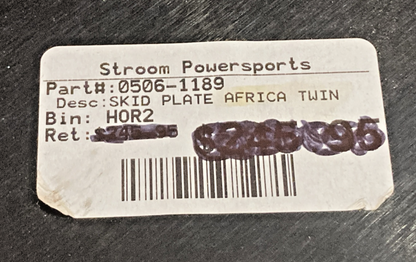 Stroom Powersports
Part#:0506-1189
Desc:SKID PLATE AFRICA TWIN
Bin: HOR2
Ret: